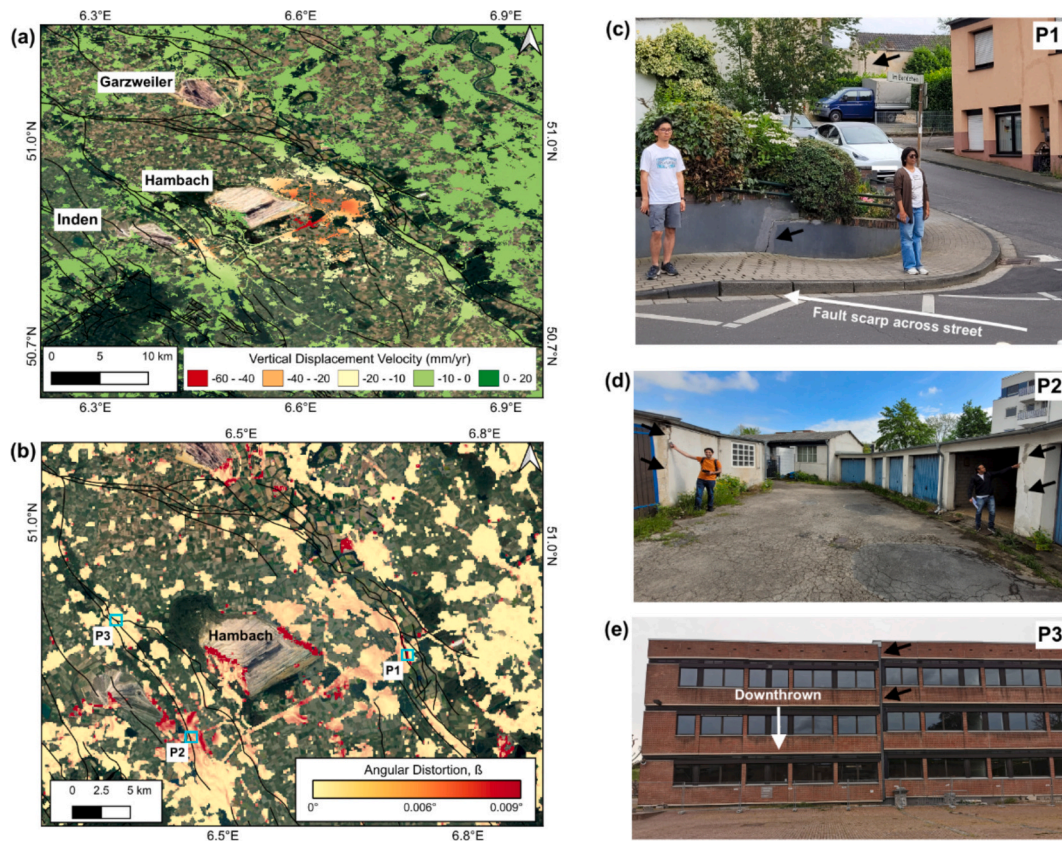 (a)
6.3°E 6.6°E 6.9°E
Garzweiler
Hambach
Inden
51.0°N
51.0°N
50.7°N
50.7°N
0 5 10 km
Vertical Displacement Velocity (mm/yr)
-60 - -40 -40 - -20 -20 - -10 -10 - 0 0 - 20
6.3°E 6.6°E 6.9°E
(b)
6.5°E 6.8°E
51.0°N
51.0°N
P3
Hambach
P1
P2
0 2.5 5 km
Angular Distortion, ß
0° 0.006° 0.009°
6.5°E 6.8°E
(c)
P1
Fault scarp across street
(d)
P2
(e)
P3
Downthrown